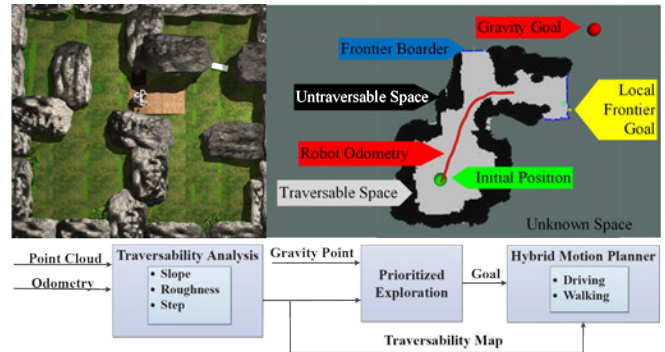 Gravity Goal
Frontier Boarder
Untraversable Space
Local
Frontier
Goal
Robot Odometry
Initial Position
Traversable Space
Unknown Space
Point Cloud
Odometry
Traversability Analysis
• Slope
• Roughness
• Step
Gravity Point
Prioritized
Exploration
Goal
Hybrid Motion Planner
• Driving
• Walking
Traversability Map